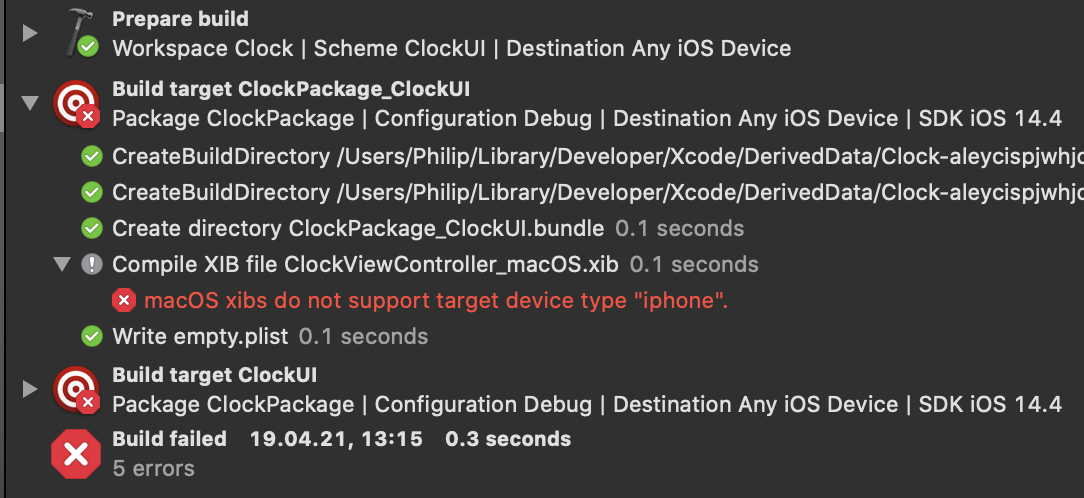 Prepare build
Workspace Clock | Scheme ClockUI | Destination Any iOS Device
Build target ClockPackage_ClockUI
Package ClockPackage | Configuration Debug | Destination Any iOS Device | SDK iOS 14.4
CreateBuildDirectory /Users/Philip/Library/Developer/Xcode/DerivedData/Clock-aleycispjwhjc
CreateBuildDirectory /Users/Philip/Library/Developer/Xcode/DerivedData/Clock-aleycispjwhjc
Create directory ClockPackage_ClockUI.bundle 0.1 seconds
Compile XIB file ClockViewController_macOS.xib 0.1 seconds
macOS xibs do not support target device type "iphone".
Write empty.plist 0.1 seconds
Build target ClockUI
Package ClockPackage | Configuration Debug | Destination Any iOS Device | SDK iOS 14.4
Build failed 19.04.21, 13:15 0.3 seconds
5 errors